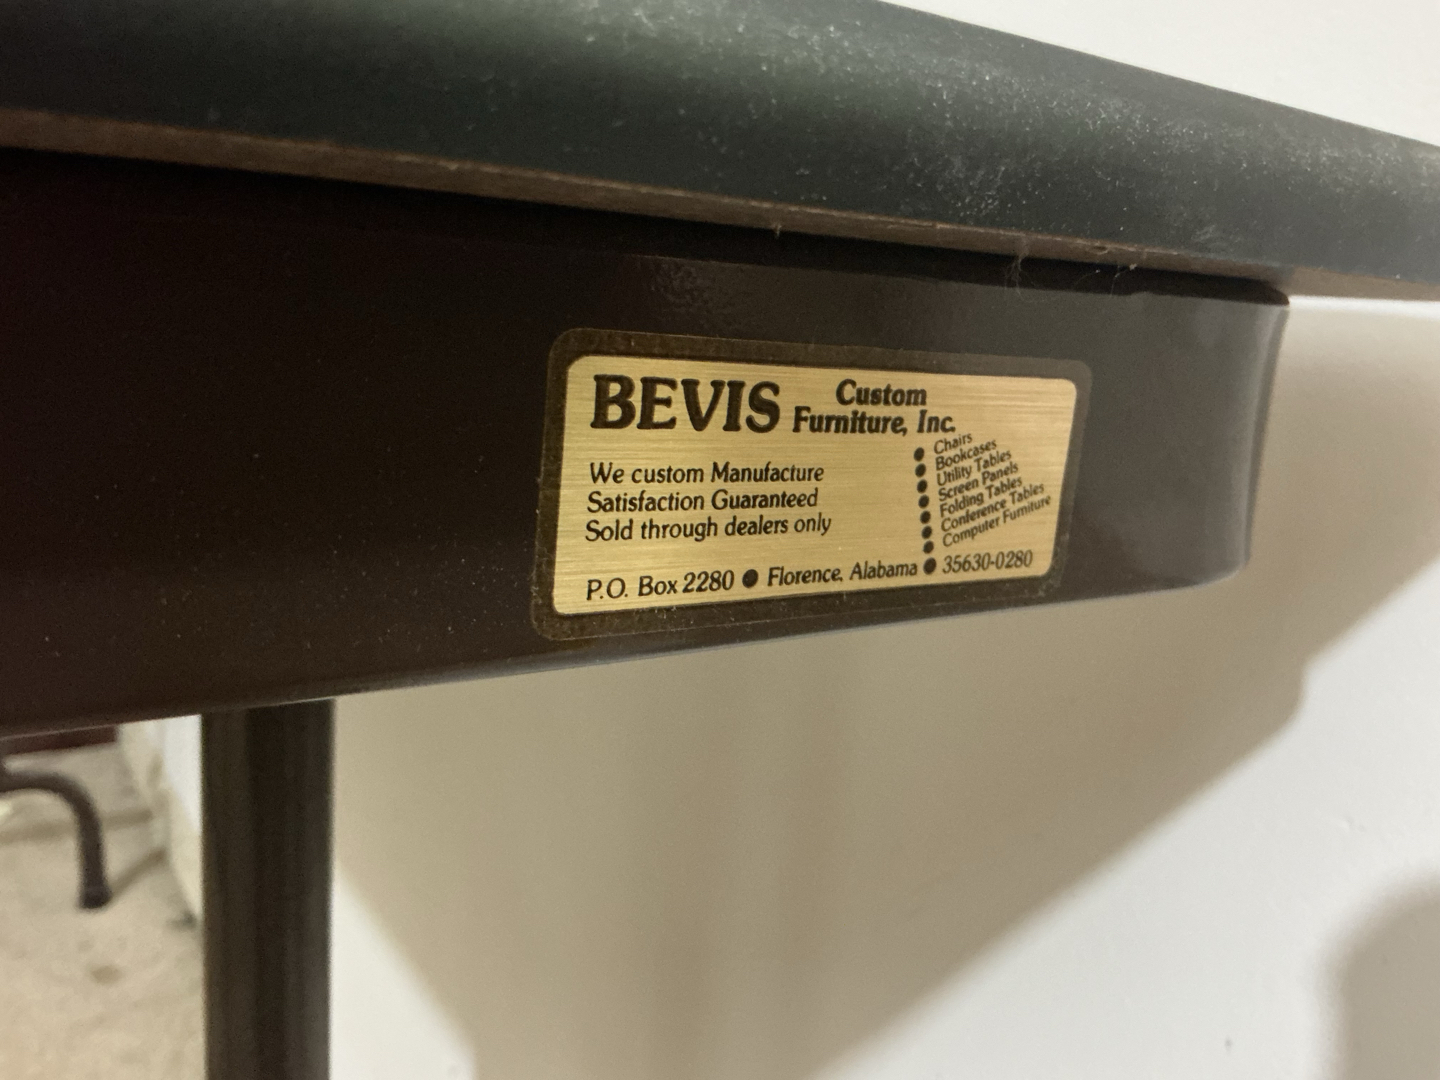 BEVIS Custom
Furniture, Inc.
We custom Manufacture
Satisfaction Guaranteed
Sold through dealers only
● Chairs
● Bookcases
● Utility Tables
● Screen Panels
● Folding Tables
● Conference Tables
● Computer Furniture
P.O. Box 2280 ● Florence, Alabama ● 35630-0280